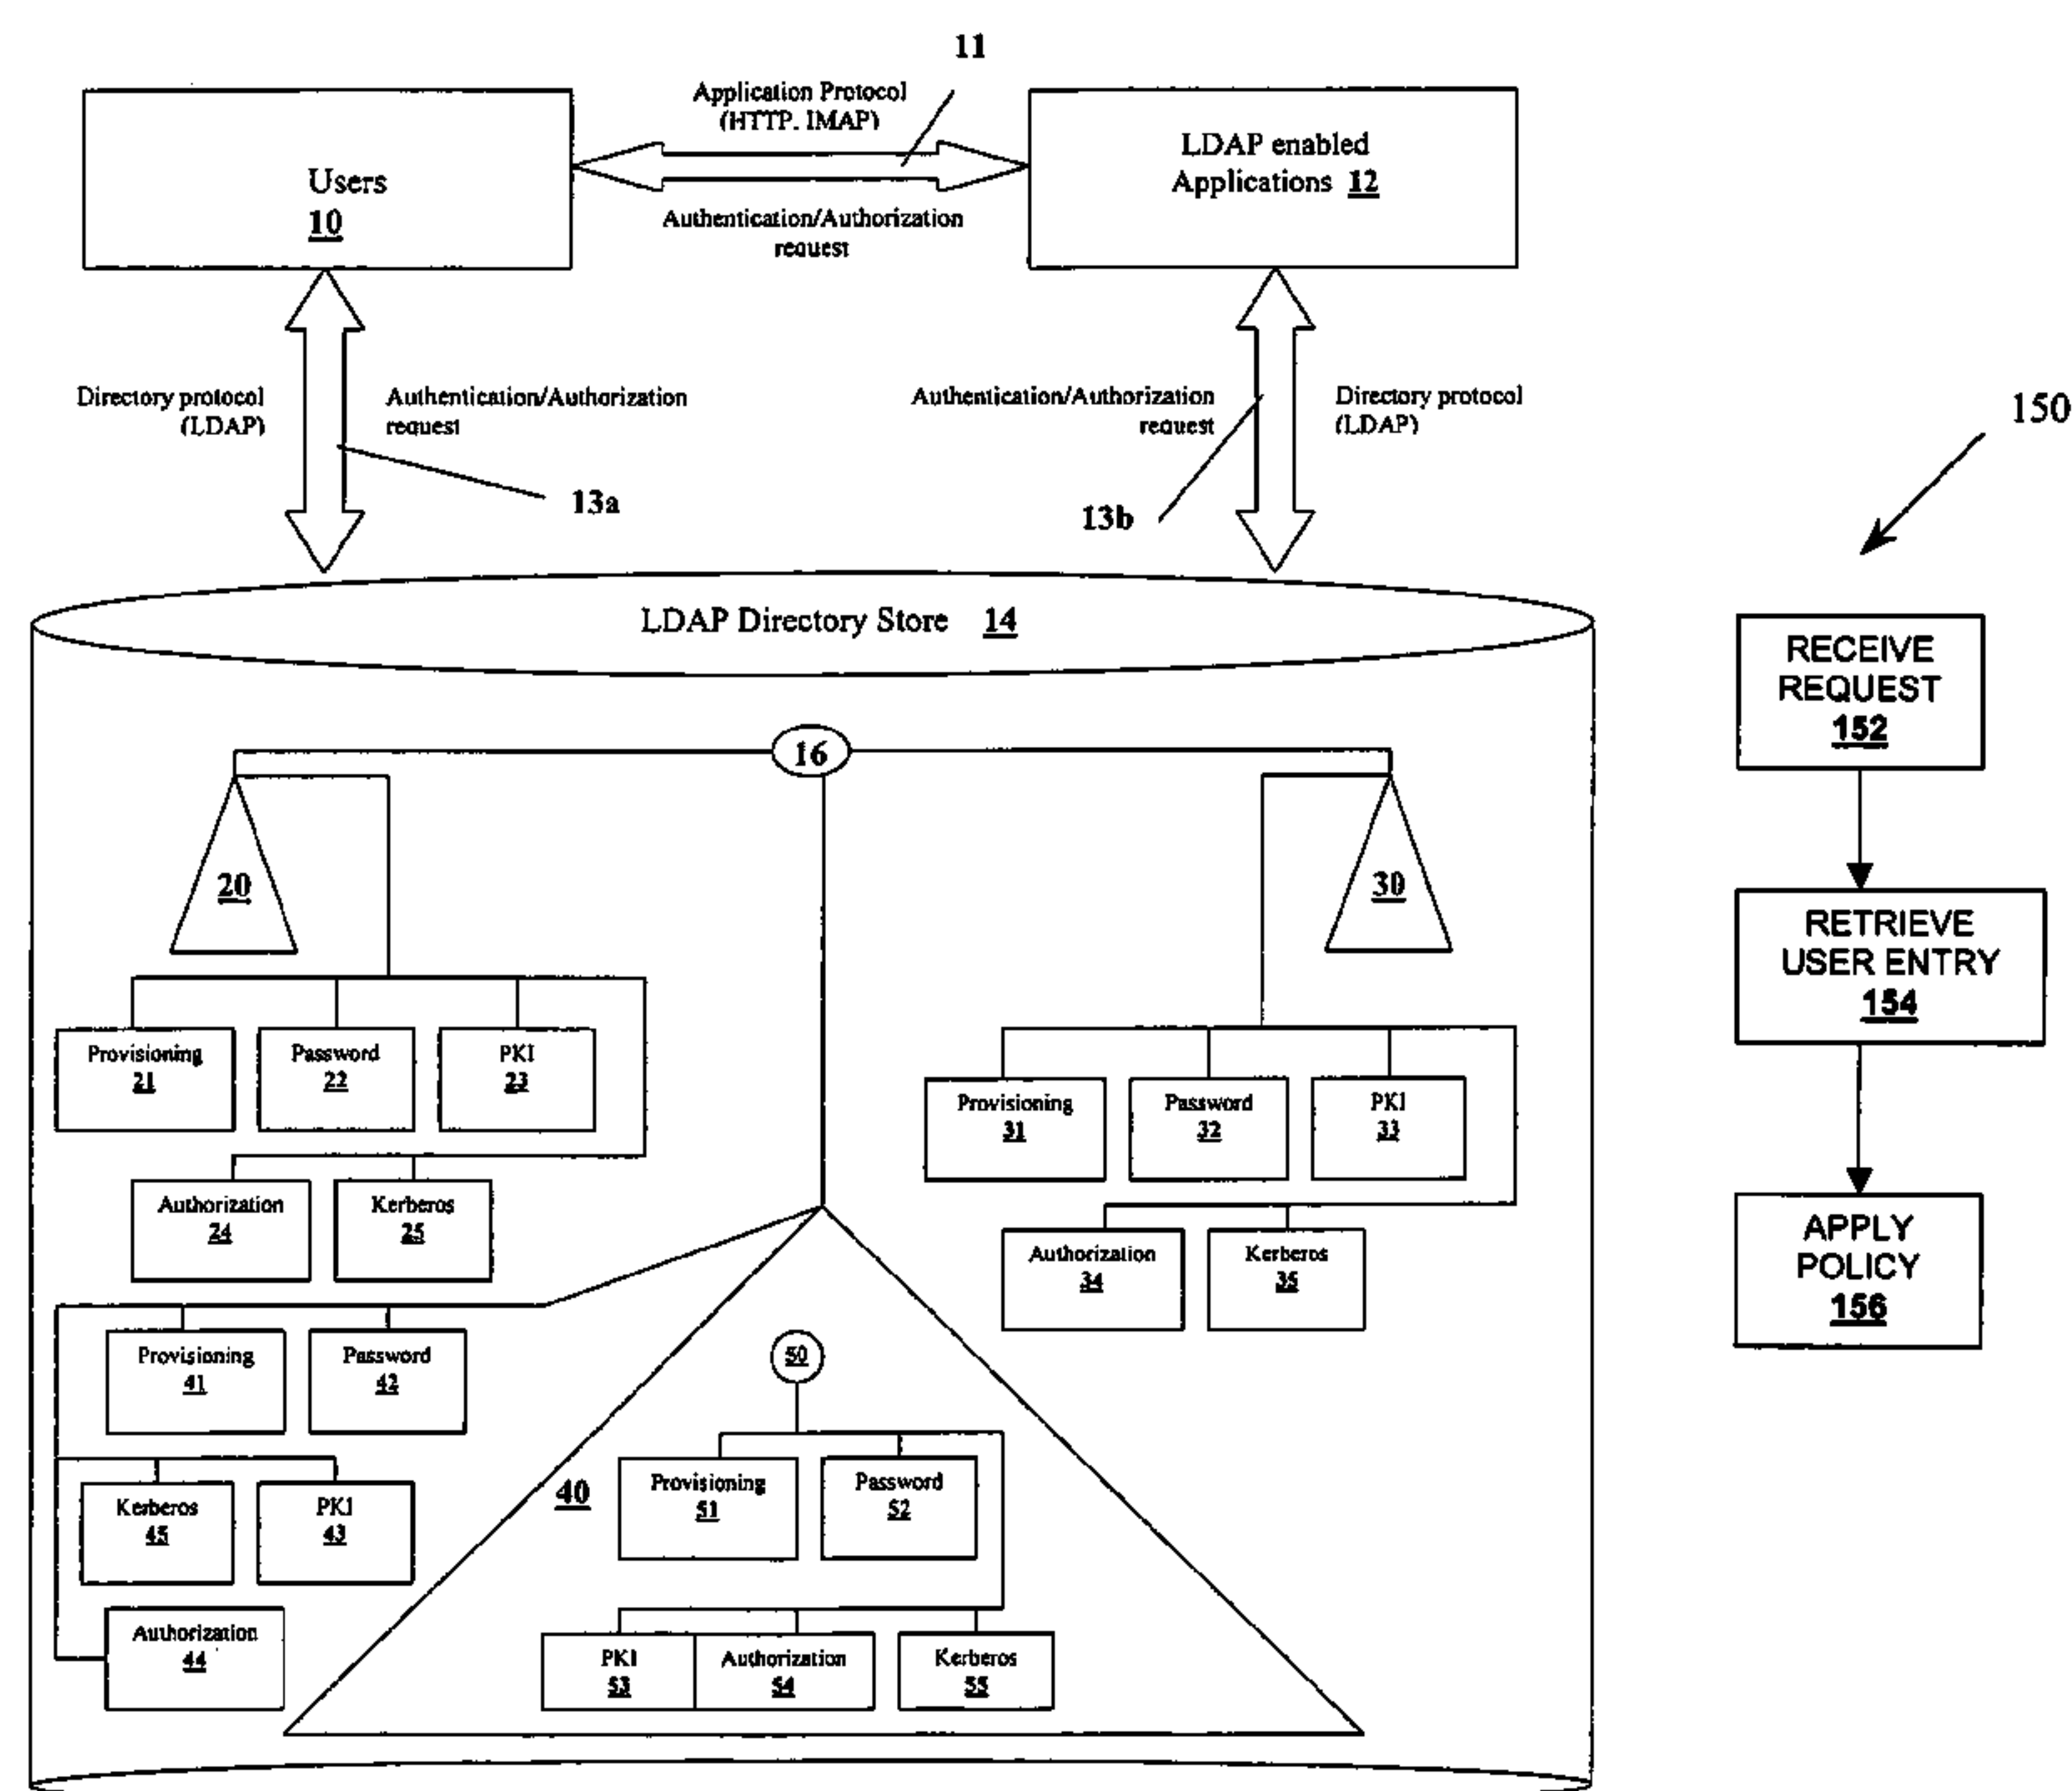 11
Application Protocol
(HTTP, IMAP)
Users
10
LDAP enabled
Applications 12
Authentication/Authorization
request
Directory protocol
(LDAP)
Authentication/Authorization
request
13a
Authentication/Authorization
request
Directory protocol
(LDAP)
13b
150
LDAP Directory Store 14
16
20
30
Provisioning
21
Password
22
PKI
23
Authorization
24
Kerberos
25
Provisioning
31
Password
32
PKI
33
Authorization
34
Kerberos
35
Provisioning
41
Password
42
Kerberos
45
PKI
43
Authorization
44
40
50
Provisioning
51
Password
52
PKI
53
Authorization
54
Kerberos
55
RECEIVE
REQUEST
152
RETRIEVE
USER ENTRY
154
APPLY
POLICY
156